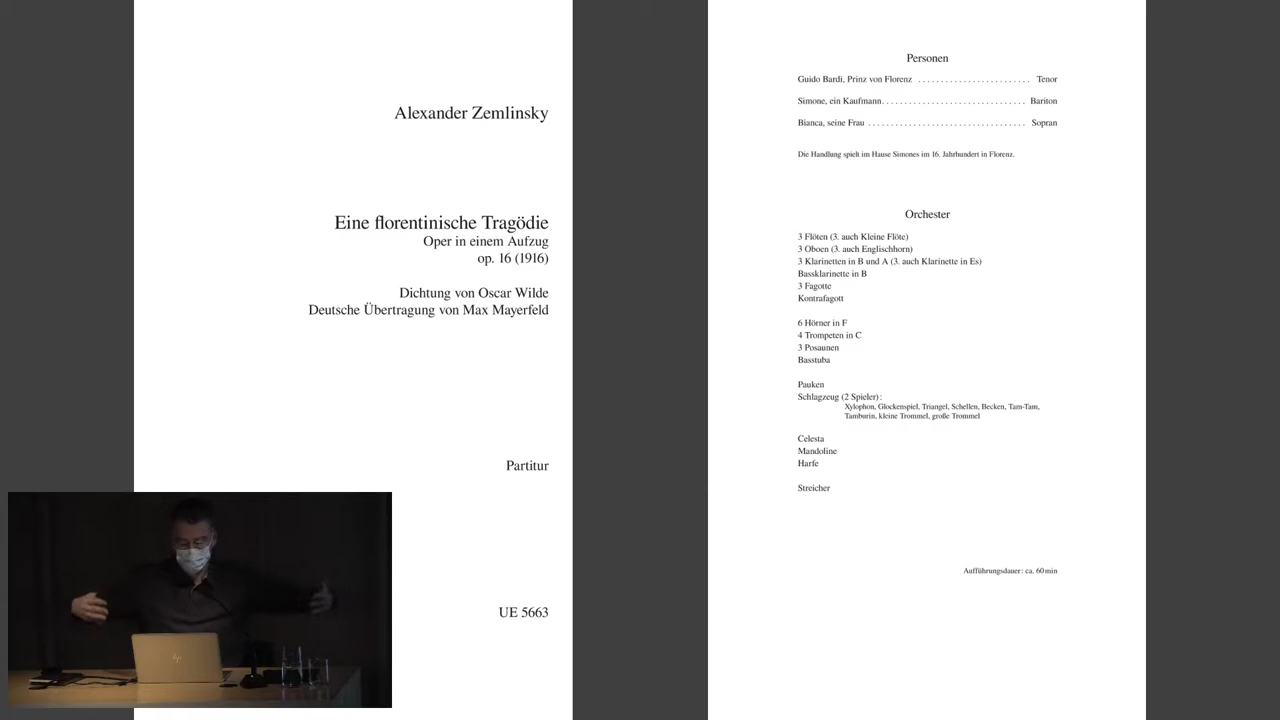 Alexander Zemlinsky
Eine florentinische Tragödie
Oper in einem Aufzug
op. 16 (1916)
Dichtung von Oscar Wilde
Deutsche Übertragung von Max Mayerfeld
Partitur
UE 5663
hp
Personen
Guido Bardi, Prinz von Florenz . . . . . . . . . . . . . . . . . . . . . . . . . Tenor
Simone, ein Kaufmann. . . . . . . . . . . . . . . . . . . . . . . . . . . . . . . Bariton
Bianca, seine Frau . . . . . . . . . . . . . . . . . . . . . . . . . . . . . . . . . . Sopran
Die Handlung spielt im Hause Simones im 16. Jahrhundert in Florenz.
Orchester
3 Flöten (3. auch Kleine Flöte)
3 Oboen (3. auch Englischhorn)
3 Klarinetten in B und A (3. auch Klarinette in Es)
Bassklarinette in B
3 Fagotte
Kontrafagott
6 Hörner in F
4 Trompeten in C
3 Posaunen
Basstuba
Pauken
Schlagzeug (2 Spieler):
Xylophon, Glockenspiel, Triangel, Schellen, Becken, Tam-Tam,
Tamburin, kleine Trommel, große Trommel
Celesta
Mandoline
Harfe
Streicher
Aufführungsdauer: ca. 60 min